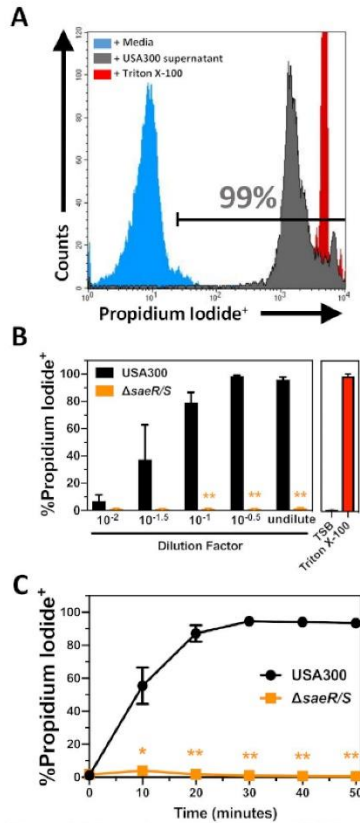 A
+ Media
+ USA300 supernatant
+ Triton X-100
120
100
80
60
40
20
0
99%
Counts
10⁰ 10¹ 10² 10³ 10⁴
Propidium Iodide⁺
B
USA300
ΔsaeR/S
%Propidium Iodide⁺
100
80
60
40
20
0
** ** **
10⁻² 10⁻¹·⁵ 10⁻¹ 10⁻⁰·⁵ undilute
Dilution Factor
TSB
Triton X-100
C
%Propidium Iodide⁺
100
80
60
40
20
0
USA300
ΔsaeR/S
* ** ** ** **
0 10 20 30 40 50
Time (minutes)